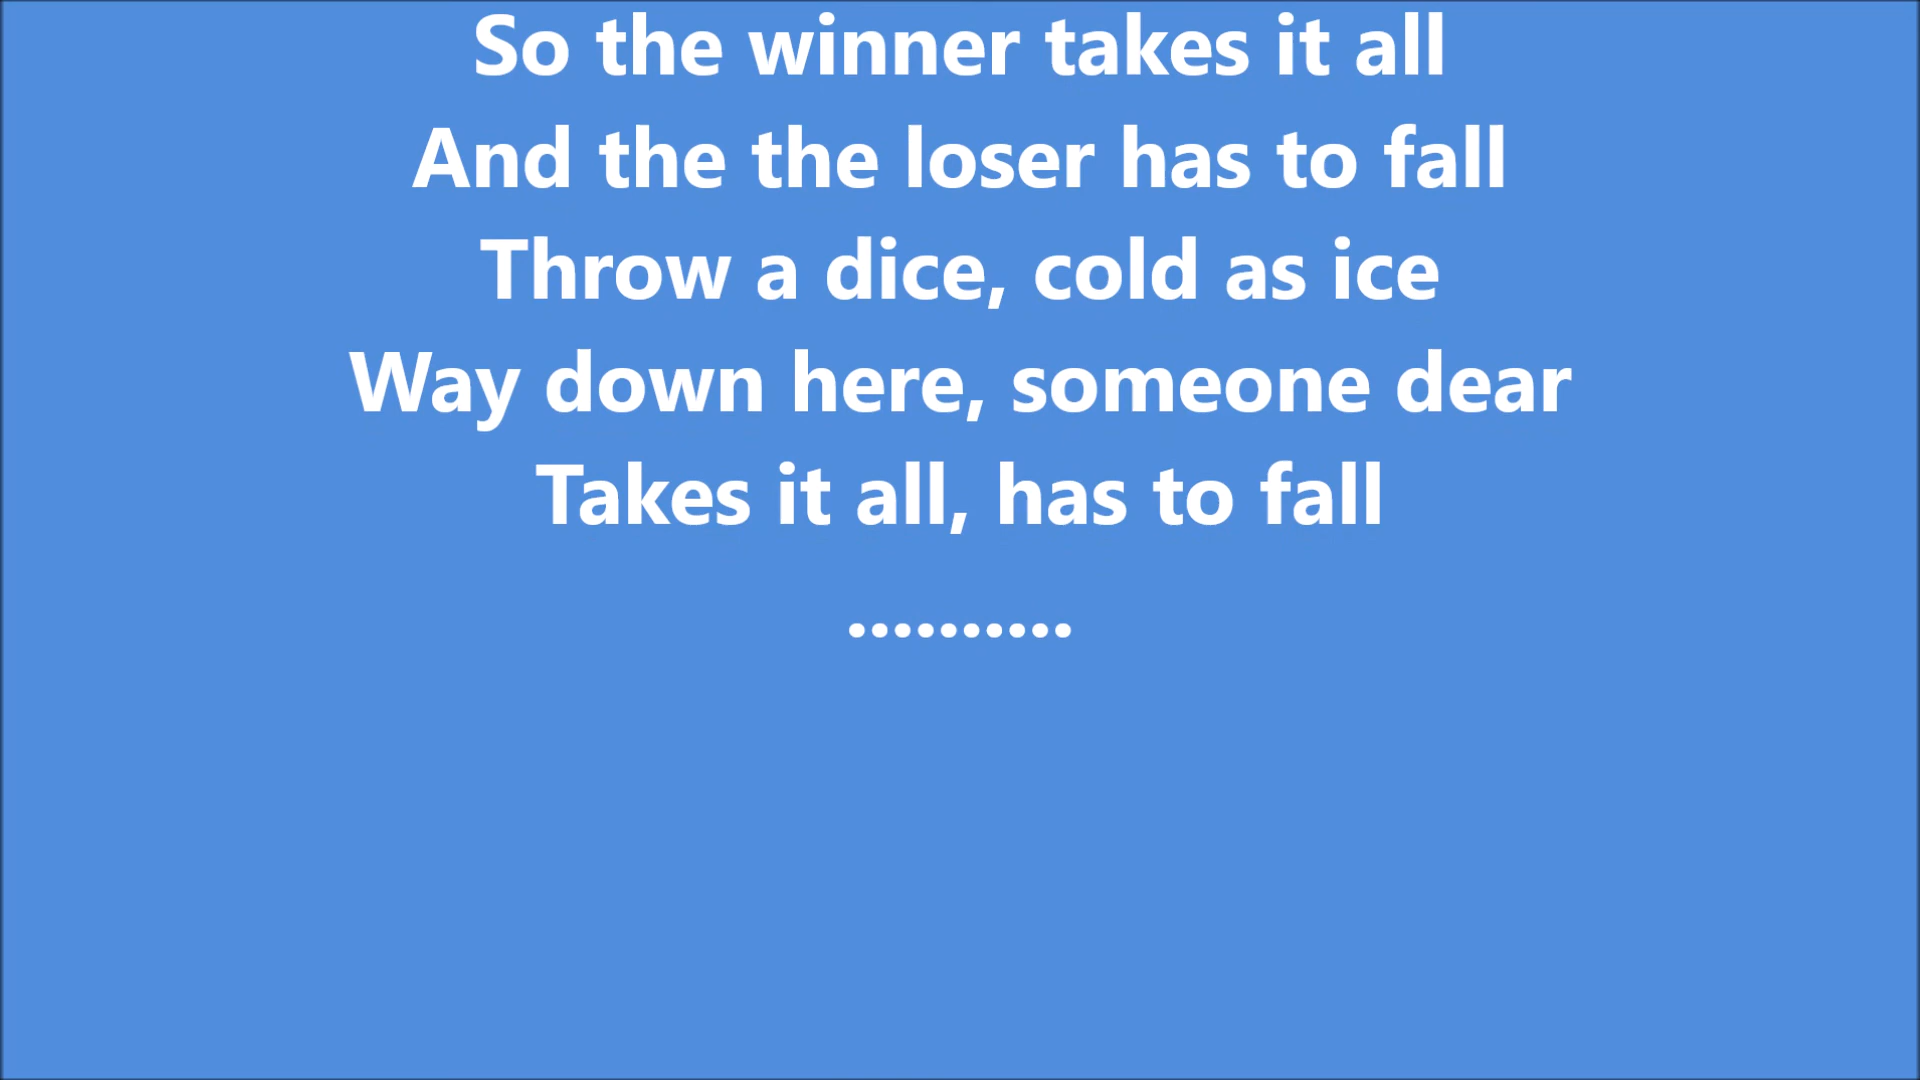 So the winner takes it all
And the the loser has to fall
Throw a dice, cold as ice
Way down here, someone dear
Takes it all, has to fall
..........